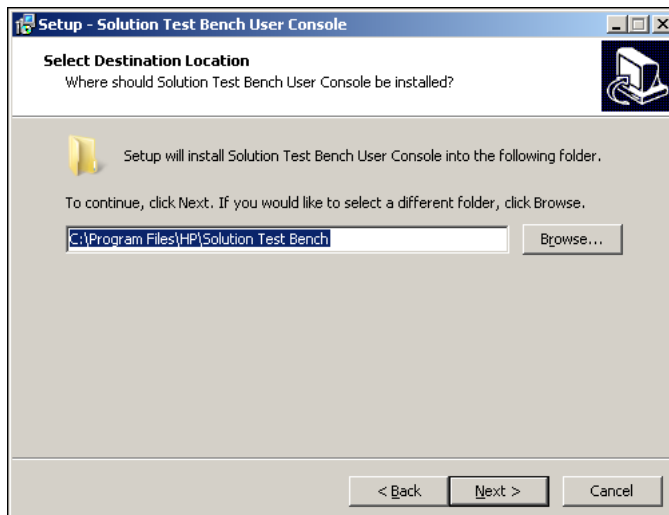 Setup - Solution Test Bench User Console
Select Destination Location
Where should Solution Test Bench User Console be installed?
Setup will install Solution Test Bench User Console into the following folder.
To continue, click Next. If you would like to select a different folder, click Browse.
C:\Program Files\HP\Solution Test Bench
Browse...
< Back Next > Cancel